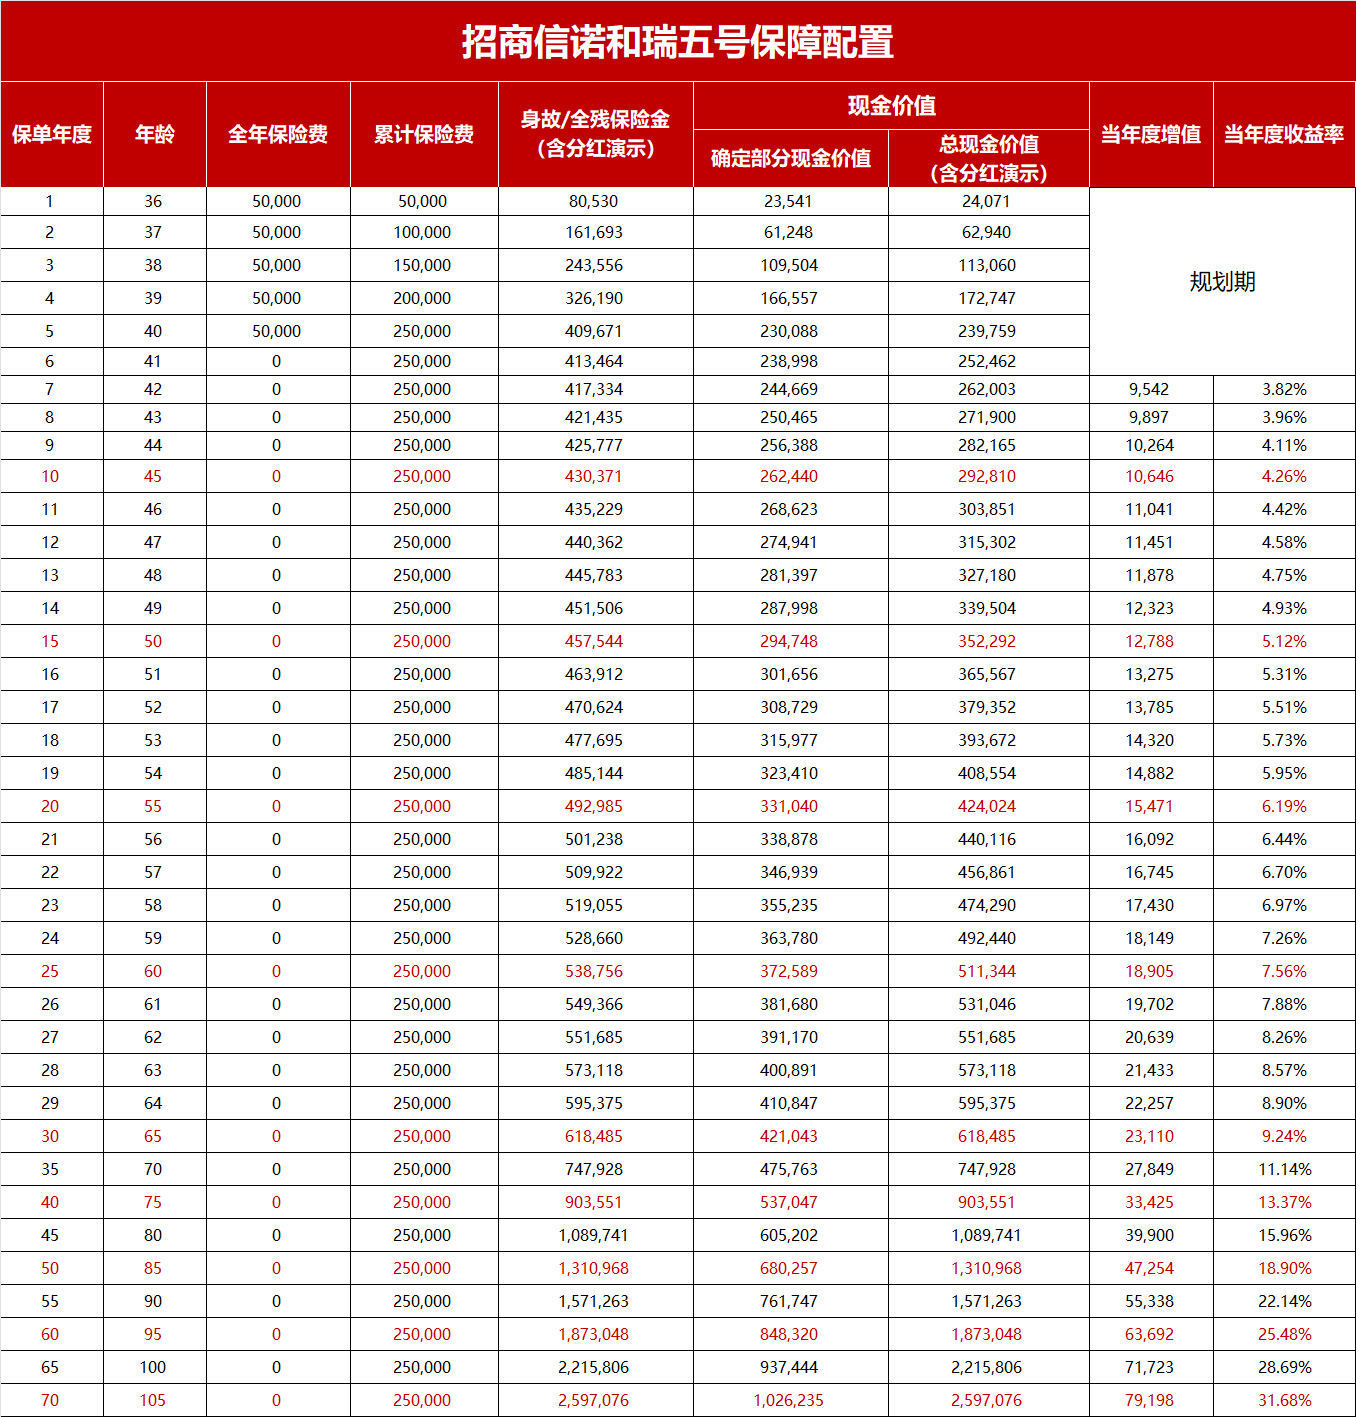 招商信诺和瑞五号保障配置
保单年度 年龄 全年保险费 累计保险费 身故/全残保险金 (含分红演示) 现金价值 当年度增值 当年度收益率
确定部分现金价值 总现金价值 (含分红演示)
1 36 50,000 50,000 80,530 23,541 24,071
2 37 50,000 100,000 161,693 61,248 62,940
3 38 50,000 150,000 243,556 109,504 113,060
规划期
4 39 50,000 200,000 326,190 166,557 172,747
5 40 50,000 250,000 409,671 230,088 239,759
6 41 0 250,000 413,464 238,998 252,462
7 42 0 250,000 417,334 244,669 262,003 9,542 3.82%
8 43 0 250,000 421,435 250,465 271,900 9,897 3.96%
9 44 0 250,000 425,777 256,388 282,165 10,264 4.11%
10 45 0 250,000 430,371 262,440 292,810 10,646 4.26%
11 46 0 250,000 435,229 268,623 303,851 11,041 4.42%
12 47 0 250,000 440,362 274,941 315,302 11,451 4.58%
13 48 0 250,000 445,783 281,397 327,180 11,878 4.75%
14 49 0 250,000 451,506 287,998 339,504 12,323 4.93%
15 50 0 250,000 457,544 294,748 352,292 12,788 5.12%
16 51 0 250,000 463,912 301,656 365,567 13,275 5.31%
17 52 0 250,000 470,624 308,729 379,352 13,785 5.51%
18 53 0 250,000 477,695 315,977 393,672 14,320 5.73%
19 54 0 250,000 485,144 323,410 408,554 14,882 5.95%
20 55 0 250,000 492,985 331,040 424,024 15,471 6.19%
21 56 0 250,000 501,238 338,878 440,116 16,092 6.44%
22 57 0 250,000 509,922 346,939 456,861 16,745 6.70%
23 58 0 250,000 519,055 355,235 474,290 17,430 6.97%
24 59 0 250,000 528,660 363,780 492,440 18,149 7.26%
25 60 0 250,000 538,756 372,589 511,344 18,905 7.56%
26 61 0 250,000 549,366 381,680 531,046 19,702 7.88%
27 62 0 250,000 551,685 391,170 551,685 20,639 8.26%
28 63 0 250,000 573,118 400,891 573,118 21,433 8.57%
29 64 0 250,000 595,375 410,847 595,375 22,257 8.90%
30 65 0 250,000 618,485 421,043 618,485 23,110 9.24%
35 70 0 250,000 747,928 475,763 747,928 27,849 11.14%
40 75 0 250,000 903,551 537,047 903,551 33,425 13.37%
45 80 0 250,000 1,089,741 605,202 1,089,741 39,900 15.96%
50 85 0 250,000 1,310,968 680,257 1,310,968 47,254 18.90%
55 90 0 250,000 1,571,263 761,747 1,571,263 55,338 22.14%
60 95 0 250,000 1,873,048 848,320 1,873,048 63,692 25.48%
65 100 0 250,000 2,215,806 937,444 2,215,806 71,723 28.69%
70 105 0 250,000 2,597,076 1,026,235 2,597,076 79,198 31.68%